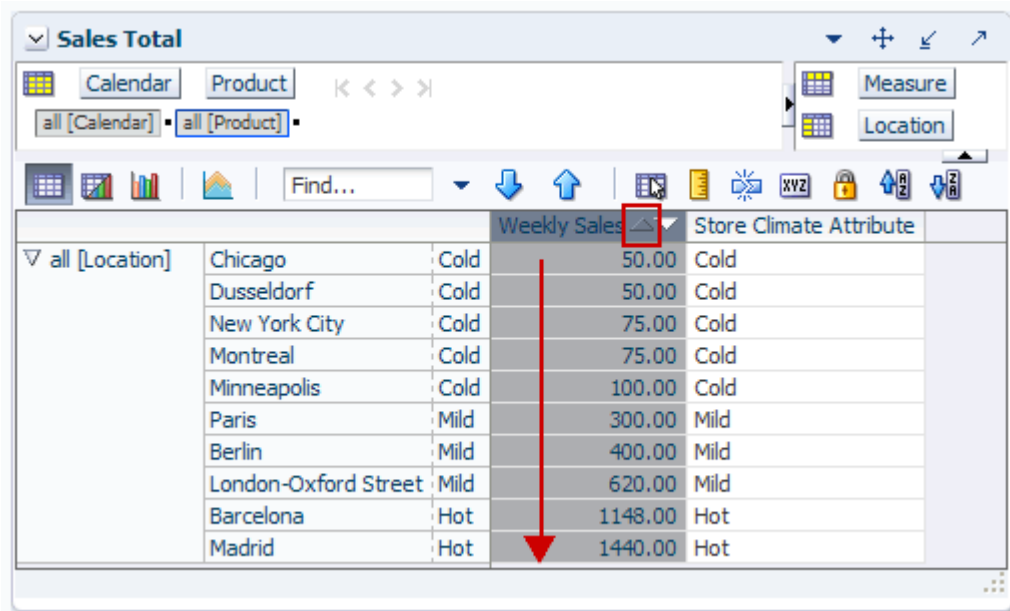 Sales Total
Calendar Product Measure
all [Calendar] all [Product] Location
Find... XYZ A Z Z A
Weekly Sales Store Climate Attribute
all [Location] Chicago Cold 50.00 Cold
Dusseldorf Cold 50.00 Cold
New York City Cold 75.00 Cold
Montreal Cold 75.00 Cold
Minneapolis Cold 100.00 Cold
Paris Mild 300.00 Mild
Berlin Mild 400.00 Mild
London-Oxford Street Mild 620.00 Mild
Barcelona Hot 1148.00 Hot
Madrid Hot 1440.00 Hot